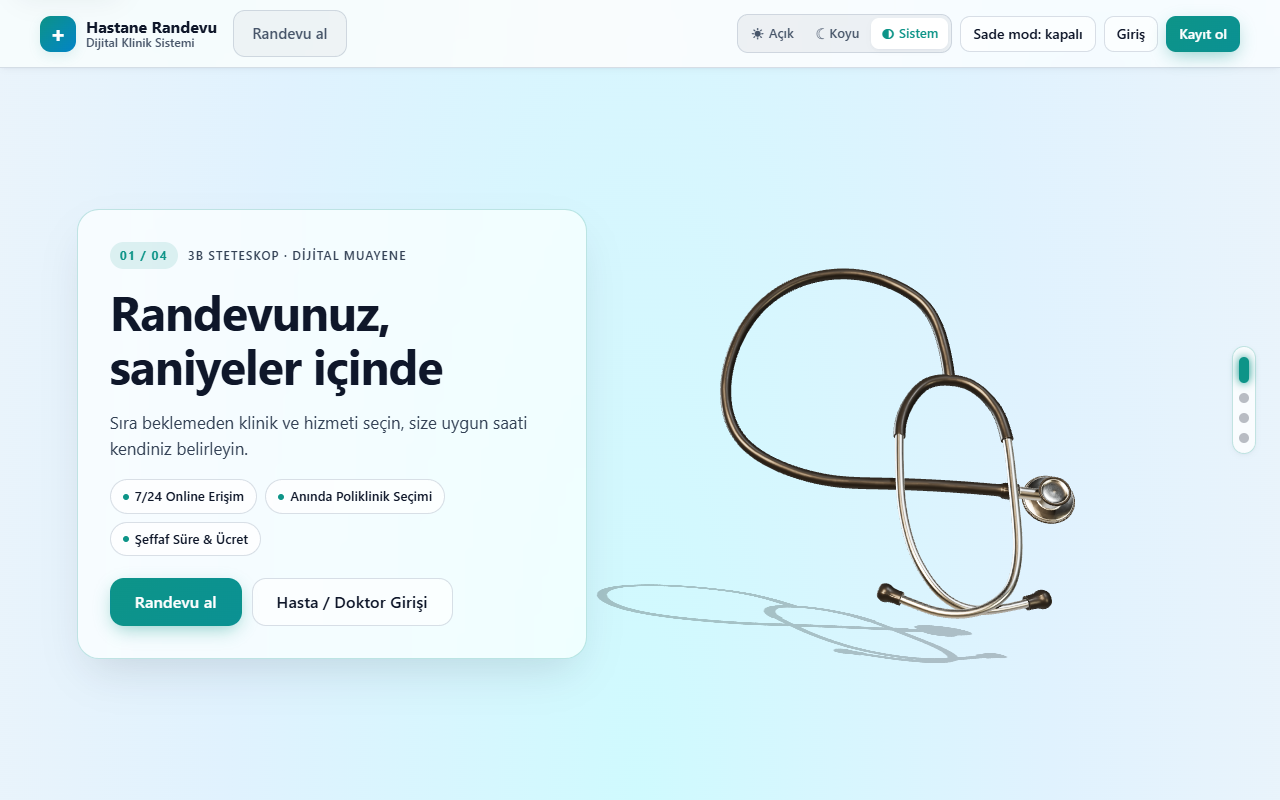 Hastane Randevu
Dijital Klinik Sistemi
Randevu al
Açık
Koyu
Sistem
Sade mod: kapalı
Giriş
Kayıt ol
01 / 04
3B STETESKOP · DİJİTAL MUAYENE
Randevunuz,
saniyeler içinde
Sıra beklemeden klinik ve hizmeti seçin, size uygun saati
kendiniz belirleyin.
7/24 Online Erişim
Anında Poliklinik Seçimi
Şeffaf Süre & Ücret
Randevu al
Hasta / Doktor Girişi